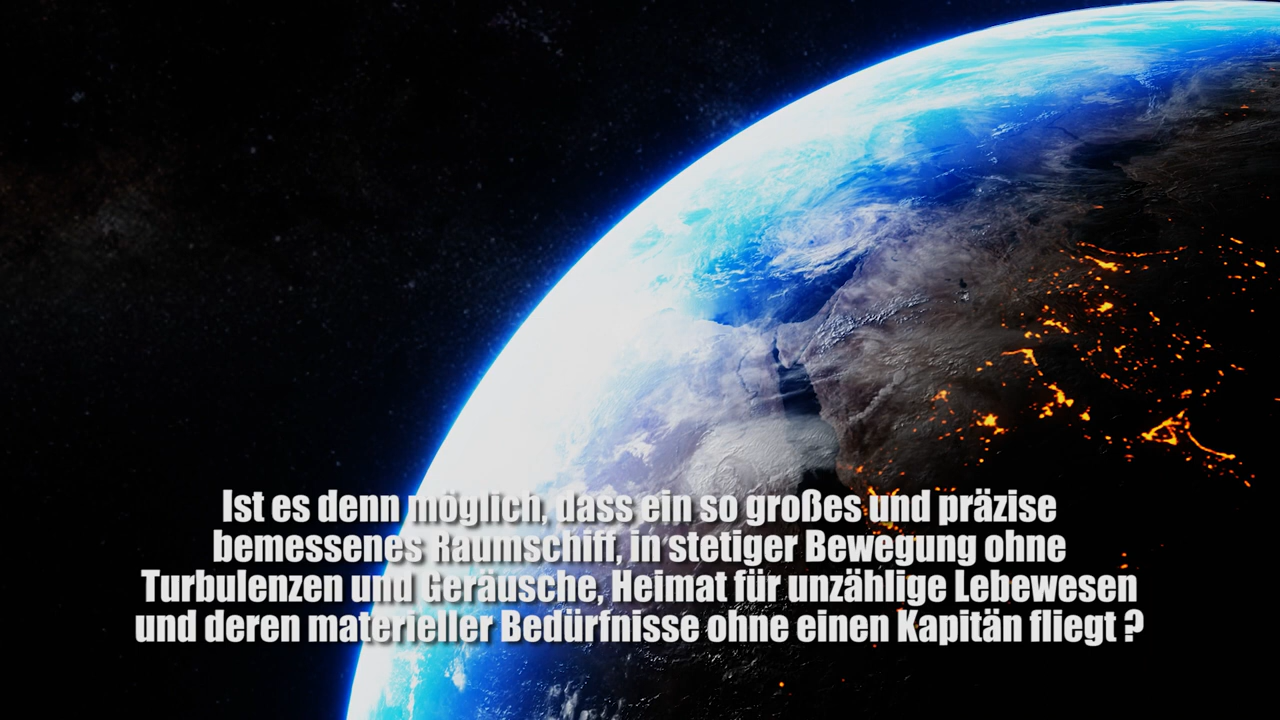 Ist es denn möglich, dass ein so großes und präzise
bemessenes Raumschiff, in stetiger Bewegung ohne
Turbulenzen und Geräusche, Heimat für unzählige Lebewesen
und deren materieller Bedürfnisse ohne einen Kapitän fliegt ?